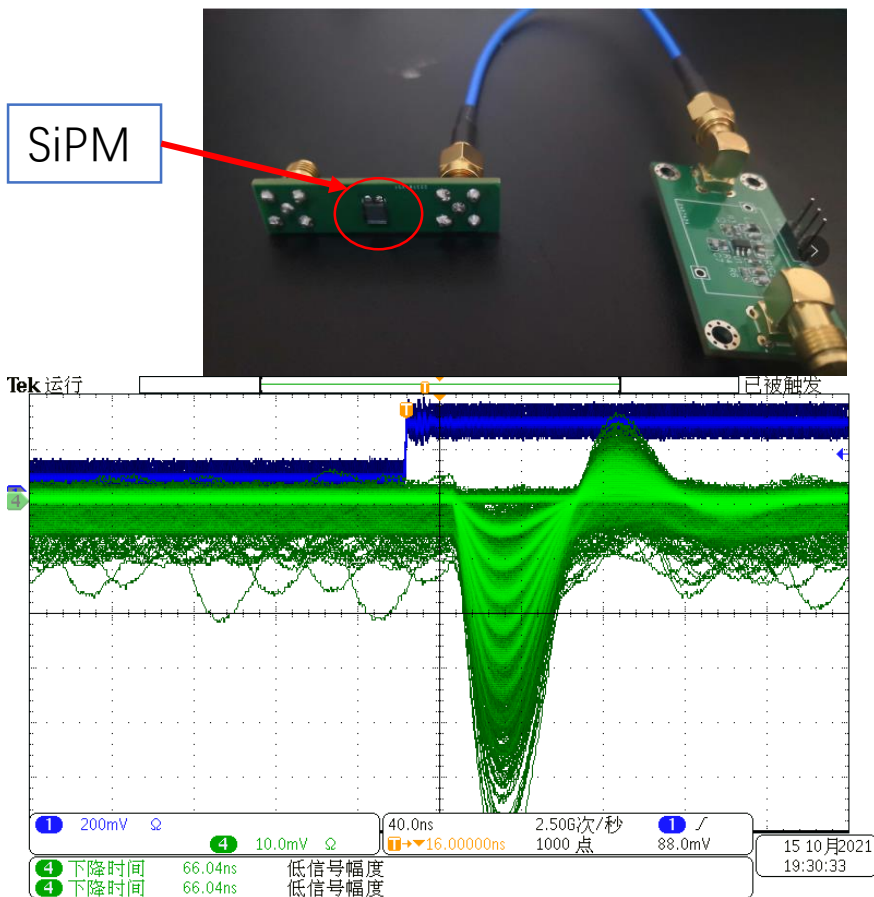 SiPM
Tek 运行
已被触发
T
T
1
4
1 200mV Ω
4 10.0mV Ω
40.0ns 2.50G次/秒 1 ∫
T→▼16.00000ns 1000 点 88.0mV
4 下降时间 66.04ns 低信号幅度
4 下降时间 66.04ns 低信号幅度
15 10月2021
19:30:33